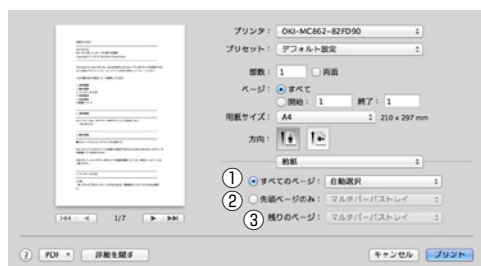 プリンタ： OKI-MC862-82FD90
プリセット： デフォルト設定
部数： 1 両面
ページ： すべて
開始： 1 終了： 1
用紙サイズ： A4 210 x 297 mm
方向：
給紙
① すべてのページ： 自動選択
② 先頭ページのみ： マルチパーパストレイ
③ 残りのページ： マルチパーパストレイ
1/7
? PDF 詳細を隠す キャンセル プリント